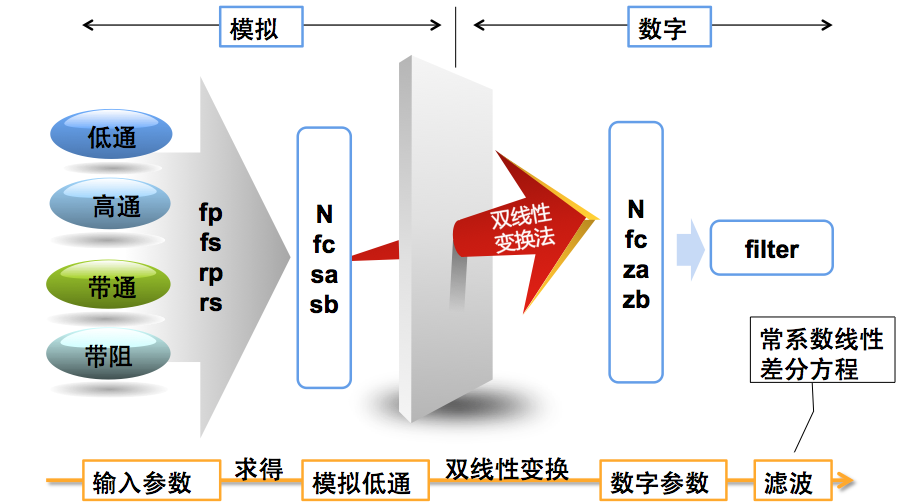 模拟
数字
低通
高通
带通
带阻
fp
fs
rp
rs
N
fc
sa
sb
双线性
变换法
N
fc
za
zb
filter
常系数线性
差分方程
输入参数
求得
模拟低通
双线性变换
数字参数
滤波